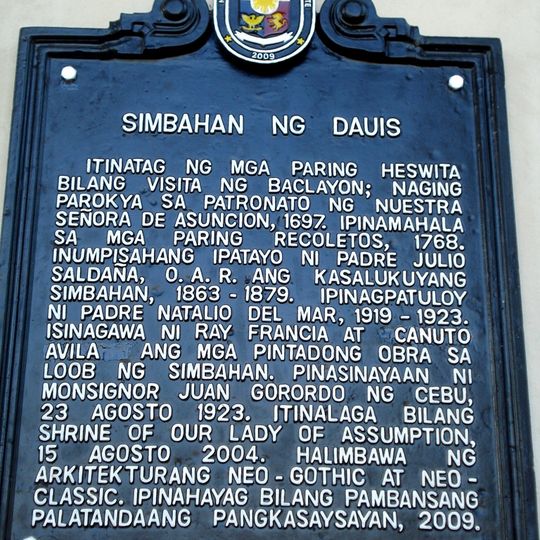 2009
SIMBAHAN NG DAUIS
ITINATAG NG MGA PARING HESWITA
BILANG VISITA NG BACLAYON; NAGING
PAROKYA SA PATRONATO NG NUESTRA
SEÑORA DE ASUNCION, 1697. IPINAMAHALA
SA MGA PARING RECOLETOS, 1768.
INUMPISAHANG IPATAYO NI PADRE JULIO
SALDAÑA, O. A. R. ANG KASALUKUYANG
SIMBAHAN, 1863 - 1879. IPINAGPATULOY
NI PADRE NATALIO DEL MAR, 1919 - 1923.
ISINAGAWA NI RAY FRANCIA AT CANUTO
AVILA ANG MGA PINTADONG OBRA SA
LOOB NG SIMBAHAN. PINASINAYAAN NI
MONSIGNOR JUAN GORORDO NG CEBU,
23 AGOSTO 1923. ITINALAGA BILANG
SHRINE OF OUR LADY OF ASSUMPTION,
15 AGOSTO 2004. HALIMBAWA NG
ARKITEKTURANG NEO - GOTHIC AT NEO -
CLASSIC. IPINAHAYAG BILANG PAMBANSANG
PALATANDAANG PANGKASAYSAYAN, 2009.